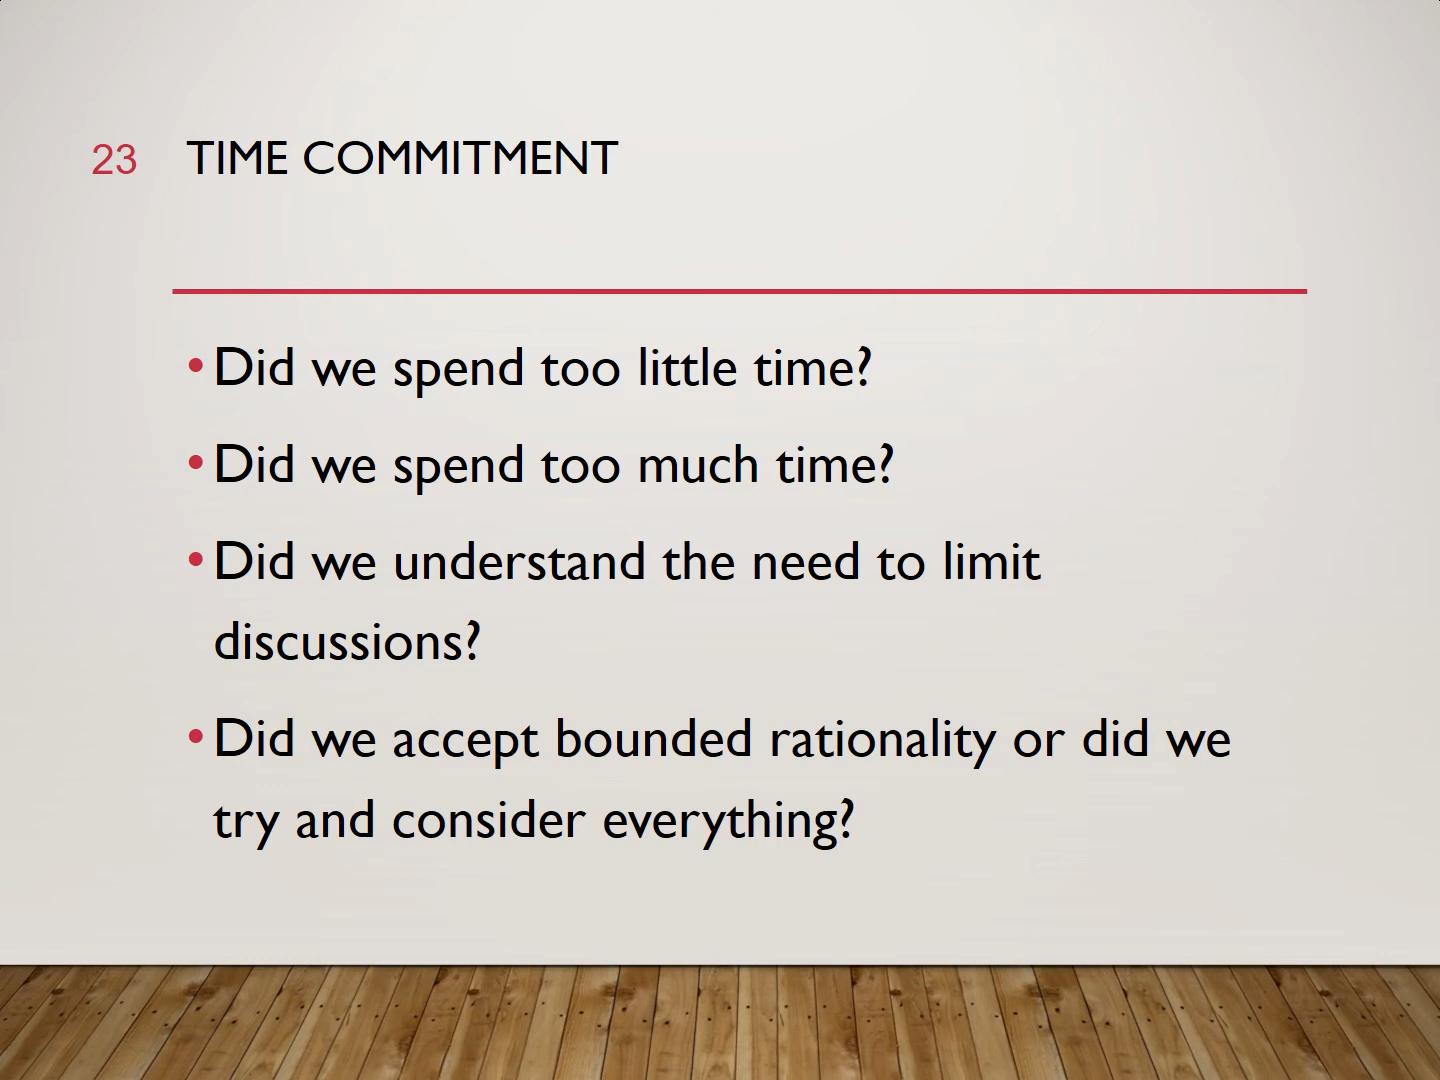 23 TIME COMMITMENT
• Did we spend too little time?
• Did we spend too much time?
• Did we understand the need to limit
discussions?
• Did we accept bounded rationality or did we
try and consider everything?